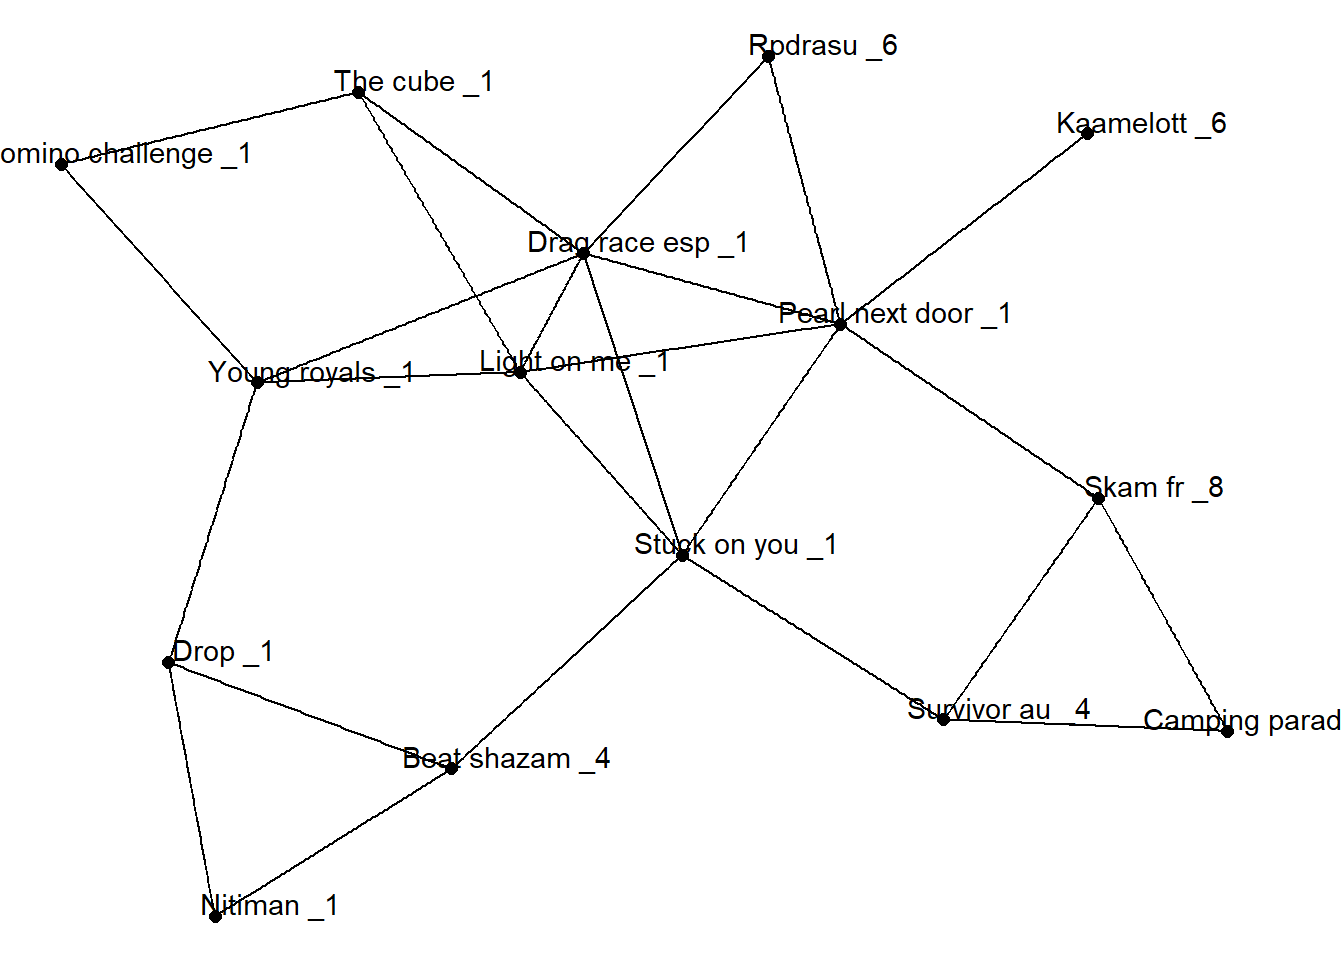 Rpdrasu _6
The cube _1
Kaamelott _6
omino challenge _1
Drag race esp _1
Pearl next door _1
Light on me _1
Young royals _1
Skam fr _8
Stuck on you _1
Drop _1
Survivor au _4
Camping parad
Beat shazam _4
Nitiman _1